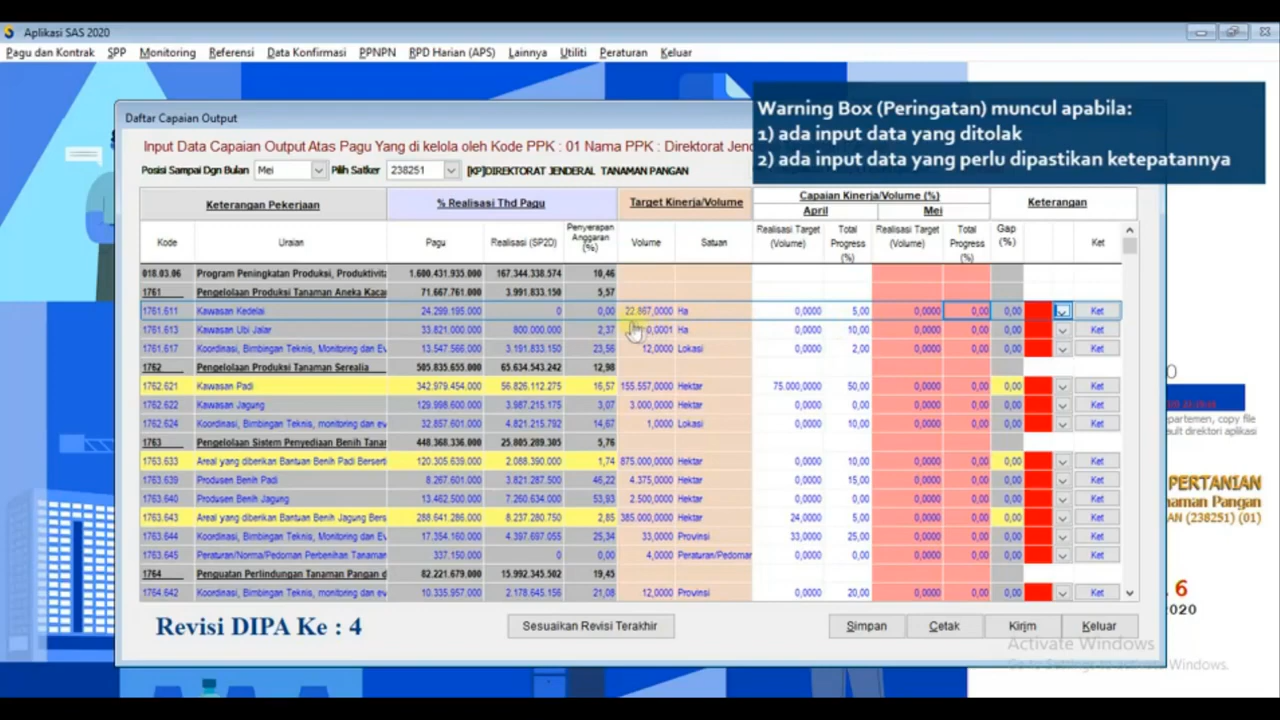 Aplikasi SAS 2020
Pagu dan Kontrak SPP Monitoring Referensi Data Konfirmasi PPNPN RPD Harian (APS) Lainnya Utiliti Peraturan Keluar
Warning Box (Peringatan) muncul apabila:
1) ada input data yang ditolak
2) ada input data yang perlu dipastikan ketepatannya
Daftar Capaian Output
Input Data Capaian Output Atas Pagu Yang di kelola oleh Kode PPK : 01 Nama PPK : Direktorat
Posisi Sampai Dgn Bulan Mei Pilih Satker 238251 [KP]DIREKTORAT JENDERAL TANAMAN PANGAN
Keterangan Pekerjaan % Realisasi Thd Pagu Target Kinerja/Volume Capaian Kinerja/Volume (%) Keterangan
April Mei
Kode Uraian Pagu Realisasi (SP2D) Penyerapan Anggaran (%) Volume Satuan Realisasi Target (Volume) Total Progress (%) Realisasi Target (Volume) Total Progress (%) Gap (%) Ket
018.03.06 Program Peningkatan Produksi, Produktivita 1.600.431.935.000 167.344.338.574 10,46
1761 Pengelolaan Produksi Tanaman Aneka Kaca 71.667.761.000 3.991.833.150 5,57
1761.611 Kawasan Kedelai 24.299.195.000 0 0,00 22.867,0000 Ha 0,0000 5,00 0,0000 0,00 0,00 Ket
1761.613 Kawasan Ubi Jalar 33.821.000.000 800.000.000 2,37 0,0001 Ha 0,0000 10,00 0,0000 0,00 0,00 Ket
1761.617 Koordinasi, Bimbingan Teknis, Monitoring dan Ev 13.547.566.000 3.191.833.150 23,56 12,0000 Lokasi 0,0000 2,00 0,0000 0,00 0,00 Ket
1762 Pengelolaan Produksi Tanaman Serealia 505.835.655.000 65.634.543.242 12,98
1762.621 Kawasan Padi 342.979.454.000 56.826.112.275 16,57 155.557,0000 Hektar 75.000,0000 50,00 0,0000 0,00 0,00 Ket
1762.622 Kawasan Jagung 129.998.600.000 3.987.215.175 3,07 3.000,0000 Hektar 0,0000 0,00 0,0000 0,00 0,00 Ket
1762.624 Koordinasi, Bimbingan Teknis, Monitoring dan Ev 32.857.601.000 4.821.215.792 14,67 1,0000 Lokasi 0,0000 10,00 0,0000 0,00 0,00 Ket
1763 Pengelolaan Sistem Penyediaan Benih Tanar 448.368.336.000 25.805.289.305 5,76
1763.633 Areal yang diberikan Bantuan Benih Padi Berserti 120.305.639.000 2.088.390.000 1,74 875.000,0000 Hektar 0,0000 10,00 0,0000 0,00 0,00 Ket
1763.639 Produsen Benih Padi 8.267.601.000 3.821.287.500 46,22 4.375,0000 Hektar 0,0000 15,00 0,0000 0,00 0,00 Ket
1763.640 Produsen Benih Jagung 13.462.500.000 7.260.634.000 53,93 2.500,0000 Hektar 0,0000 0,00 0,0000 0,00 0,00 Ket
1763.643 Areal yang diberikan Bantuan Benih Jagung Bers 288.641.286.000 8.237.280.750 2,85 385.000,0000 Hektar 24,0000 5,00 0,0000 0,00 0,00 Ket
1763.644 Koordinasi, Bimbingan Teknis, Monitoring dan Ev 17.354.160.000 4.397.697.055 25,34 33,0000 Provinsi 33,0000 25,00 0,0000 0,00 0,00 Ket
1763.645 Peraturan/Norma/Pedoman Perbenihan Tanaman 337.150.000 0 0,00 4,0000 Peraturan/Pedoman 0,0000 0,00 0,0000 0,00 0,00 Ket
1764 Penguatan Perlindungan Tanaman Pangan d 82.221.679.000 15.992.345.502 19,45
1764.642 Koordinasi, Bimbingan Teknis, monitoring dan ev 10.335.957.000 2.178.645.156 21,08 12,0000 Provinsi 0,0000 20,00 0,0000 0,00 0,00 Ket
Revisi DIPA Ke : 4 Sesuaikan Revisi Terakhir Simpan Cetak Kirim Keluar
epartemen, copy file
ault direktori aplikasi
PERTANIAN
naman Pangan
AN (238251) (01)
. 6
2020
Activate Windows
Go to Settings to activate Windows.